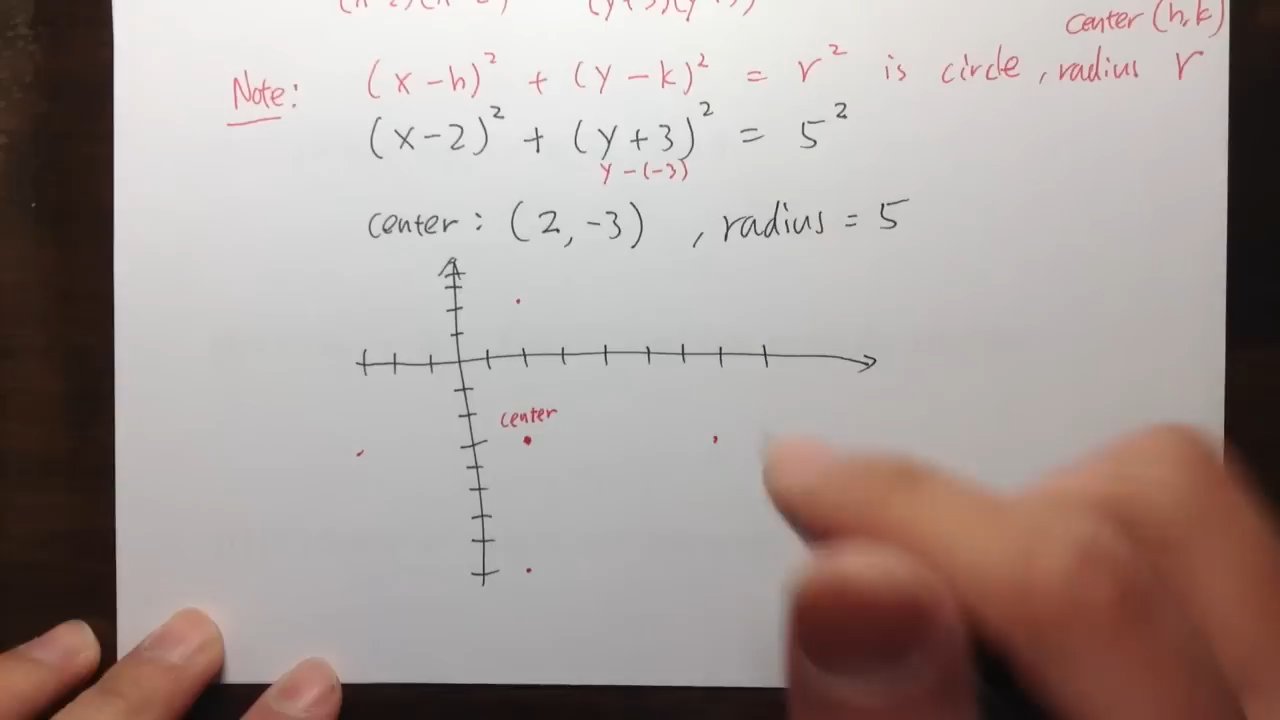 center (h,k)
Note: (x-h)² + (y-k)² = r² is circle, radius r
(x-2)² + (y+3)² = 5²
y-(-3)
center: (2,-3), radius = 5
center